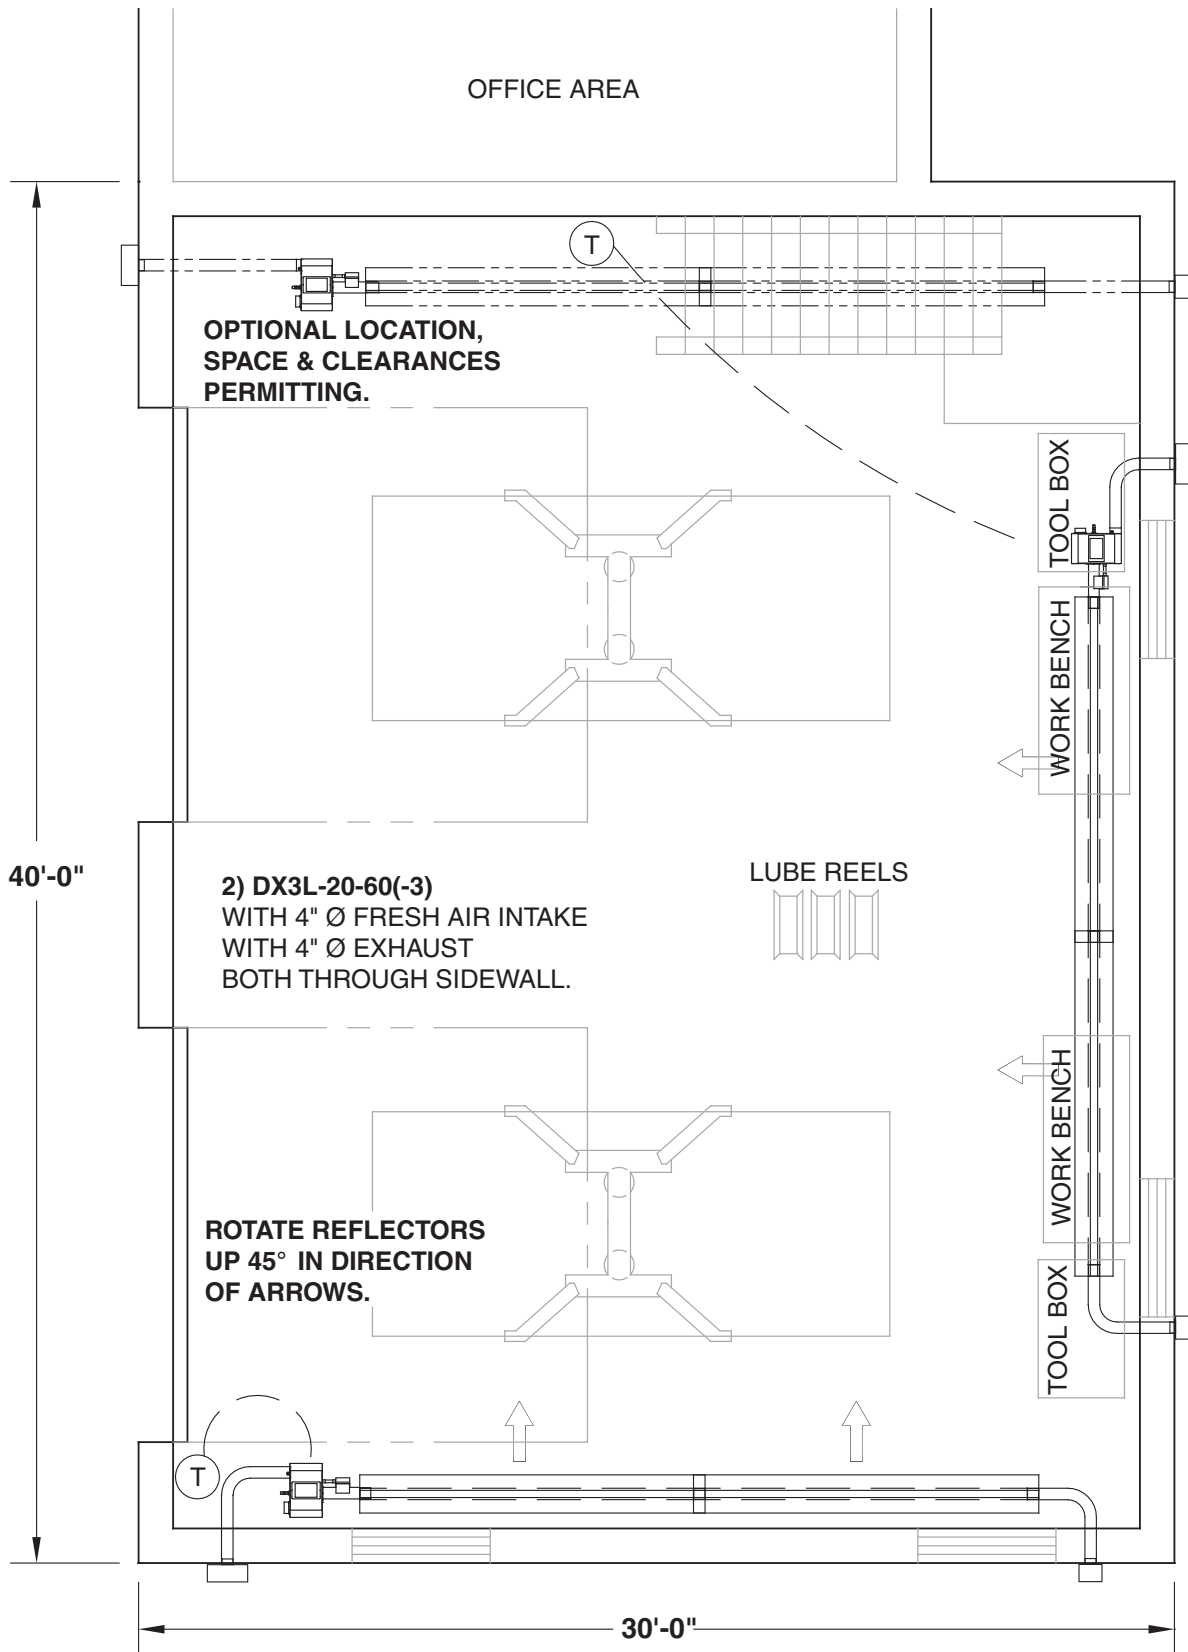 OFFICE AREA
T
OPTIONAL LOCATION,
SPACE & CLEARANCES
PERMITTING.
TOOL BOX
WORK BENCH
40'-0"
2) DX3L-20-60(-3)
WITH 4" Ø FRESH AIR INTAKE
WITH 4" Ø EXHAUST
BOTH THROUGH SIDEWALL.
LUBE REELS
WORK BENCH
ROTATE REFLECTORS
UP 45° IN DIRECTION
OF ARROWS.
TOOL BOX
T
30'-0"